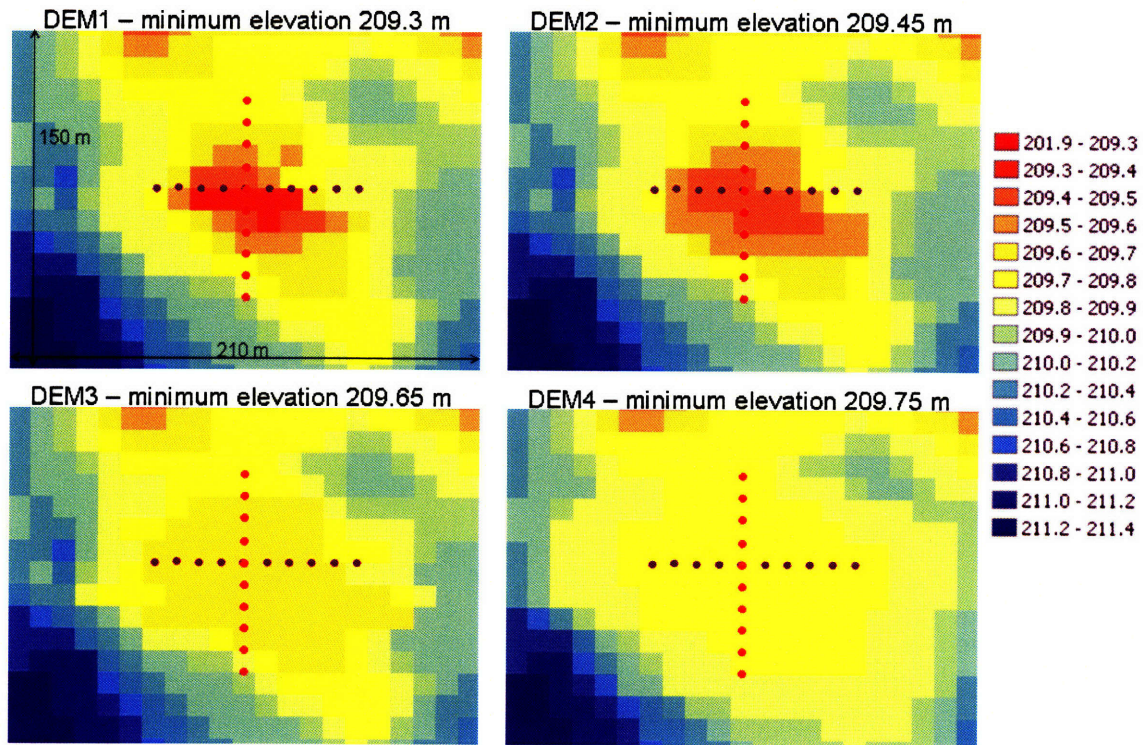 DEM1 – minimum elevation 209.3 m
DEM2 – minimum elevation 209.45 m
150 m
210 m
DEM3 – minimum elevation 209.65 m
DEM4 – minimum elevation 209.75 m
201.9 - 209.3
209.3 - 209.4
209.4 - 209.5
209.5 - 209.6
209.6 - 209.7
209.7 - 209.8
209.8 - 209.9
209.9 - 210.0
210.0 - 210.2
210.2 - 210.4
210.4 - 210.6
210.6 - 210.8
210.8 - 211.0
211.0 - 211.2
211.2 - 211.4